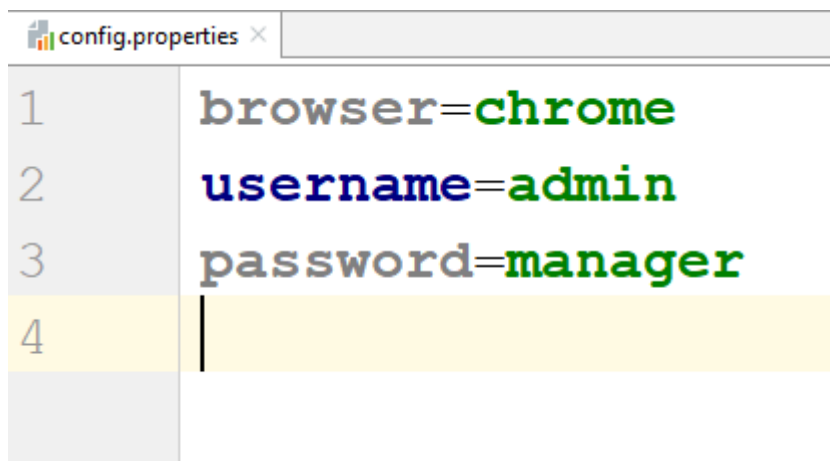 config.properties
1 browser=chrome
2 username=admin
3 password=manager
4